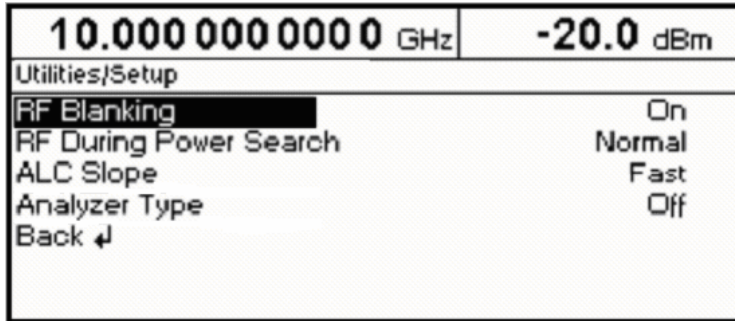 10.000 000 000 0 GHz -20.0 dBm
Utilities/Setup
RF Blanking On
RF During Power Search Normal
ALC Slope Fast
Analyzer Type Off
Back ↲